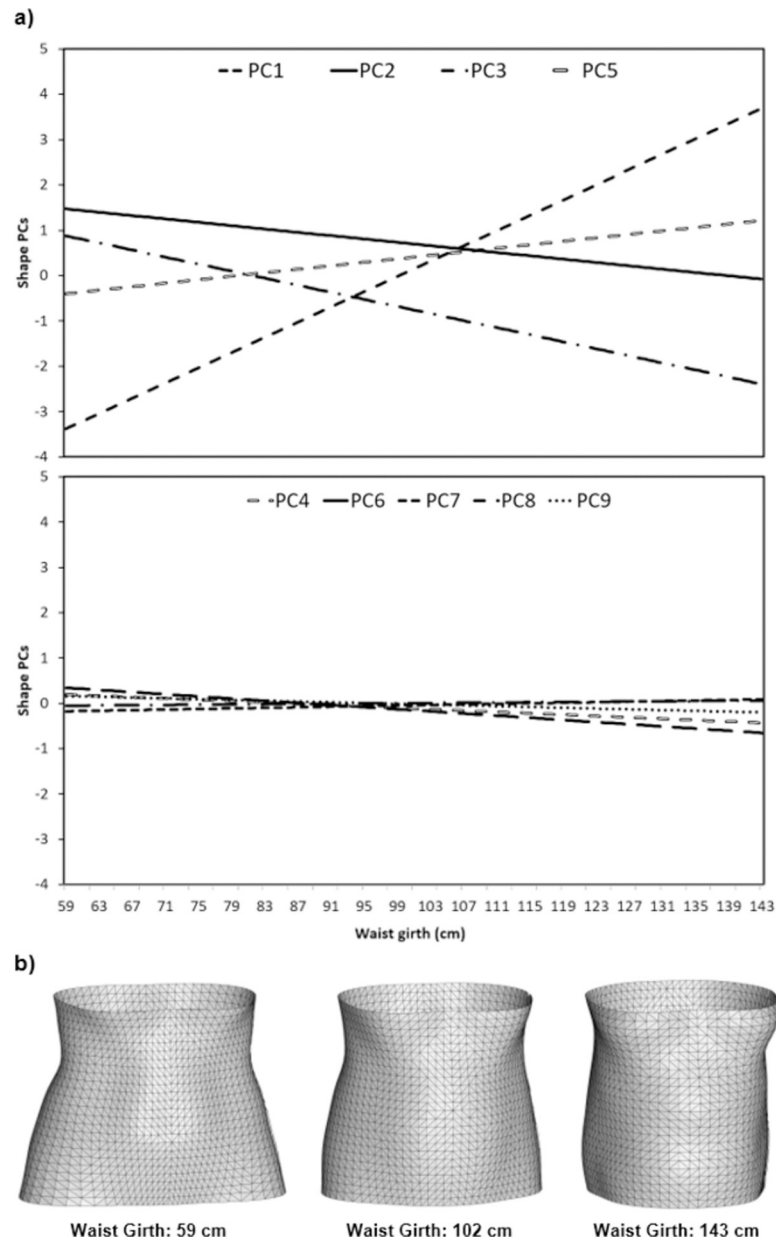 a)
5
4
3
2
1
0
-1
-2
-3
-4
Shape PCs
PC1 PC2 PC3 PC5
5
4
3
2
1
0
-1
-2
-3
-4
Shape PCs
PC4 PC6 PC7 PC8 PC9
59 63 67 71 75 79 83 87 91 95 99 103 107 111 115 119 123 127 131 135 139 143
Waist girth (cm)
b)
Waist Girth: 59 cm Waist Girth: 102 cm Waist Girth: 143 cm